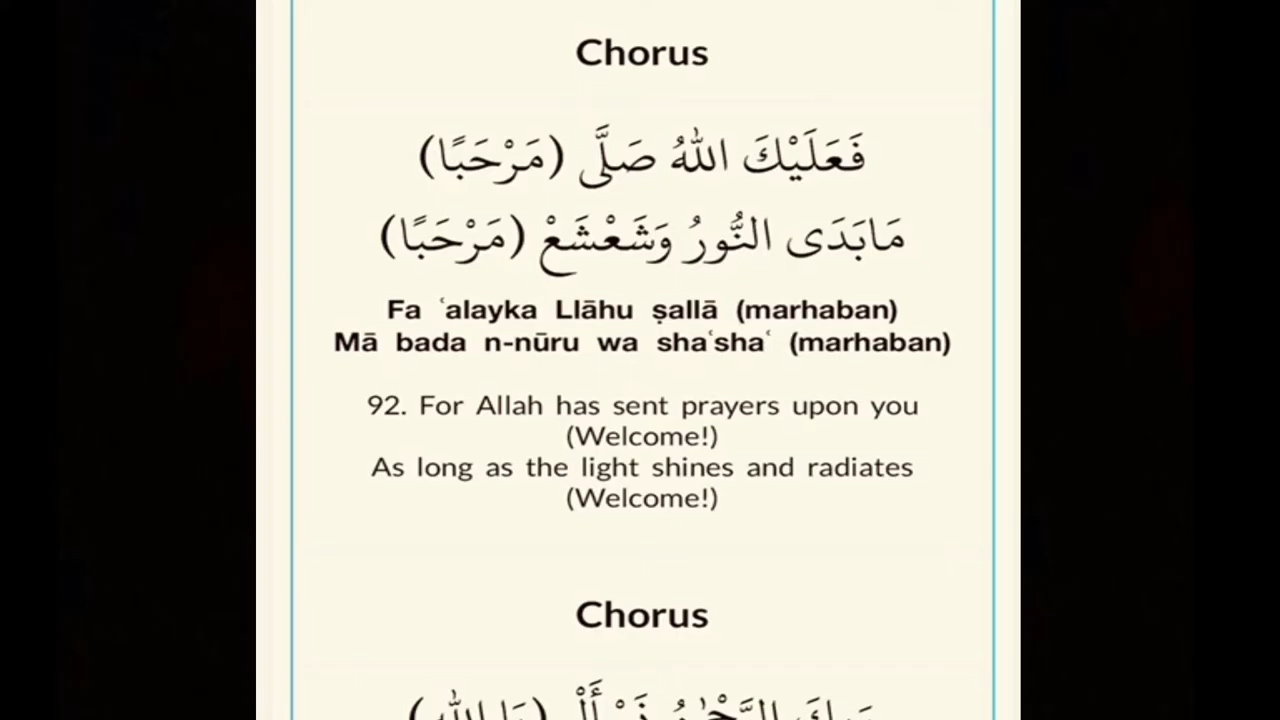 Chorus
فَعَلَيْكَ اللهُ صَلَّى (مَرْحَبًا)
مَابَدَى النُّورُ وَشَعْشَعْ (مَرْحَبًا)
Fa ʿalayka Llāhu ṣallā (marhaban)
Mā bada n-nūru wa shaʿshaʿ (marhaban)
92. For Allah has sent prayers upon you
(Welcome!)
As long as the light shines and radiates
(Welcome!)
Chorus